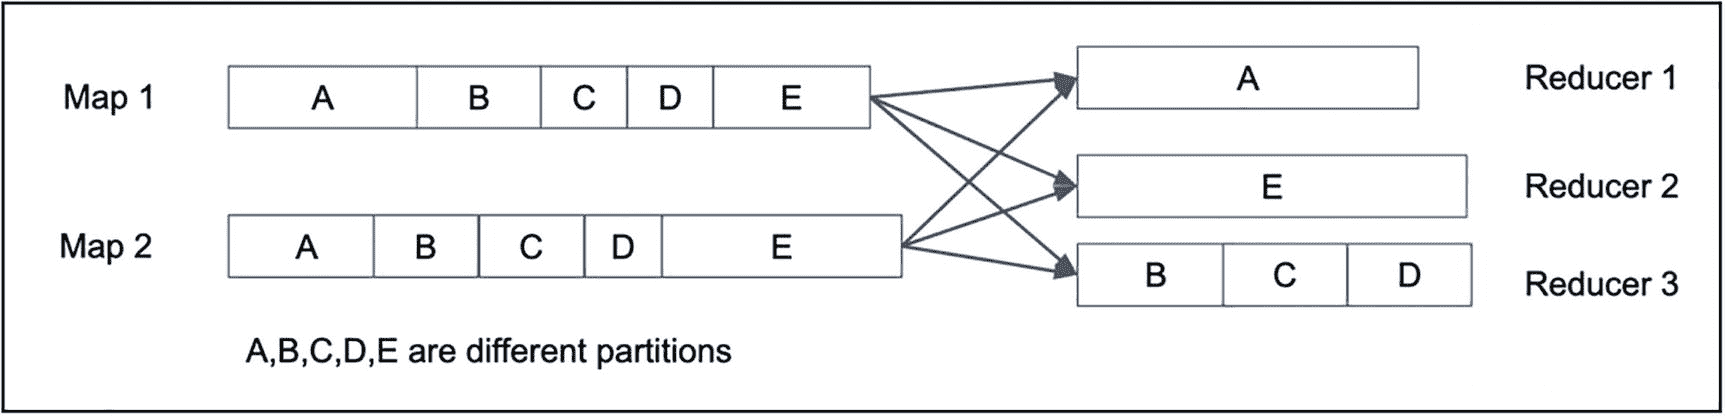 Map 1
A B C D E
A
Reducer 1
E
Reducer 2
Map 2
A B C D E
B C D
Reducer 3
A,B,C,D,E are different partitions